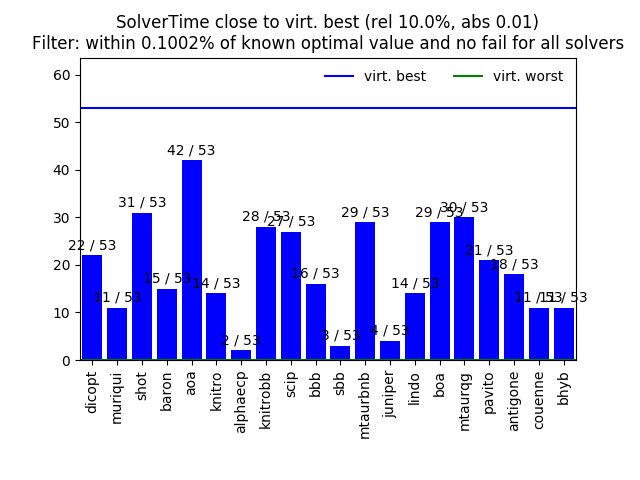 SolverTime close to virt. best (rel 10.0%, abs 0.01)
Filter: within 0.1002% of known optimal value and no fail for all solvers
virt. best
virt. worst
60
50
40
30
20
10
0
22 / 53
11 / 53
31 / 53
15 / 53
42 / 53
14 / 53
2 / 53
28 / 53
27 / 53
16 / 53
3 / 53
29 / 53
4 / 53
14 / 53
29 / 53
30 / 53
21 / 53
18 / 53
11 / 53
11 / 53
dicopt
muriqui
shot
baron
aoa
knitro
alphaecp
knitrobb
scip
bbb
sbb
mtaurbnb
juniper
lindo
boa
mtaurqg
pavito
antigone
couenne
bhyb